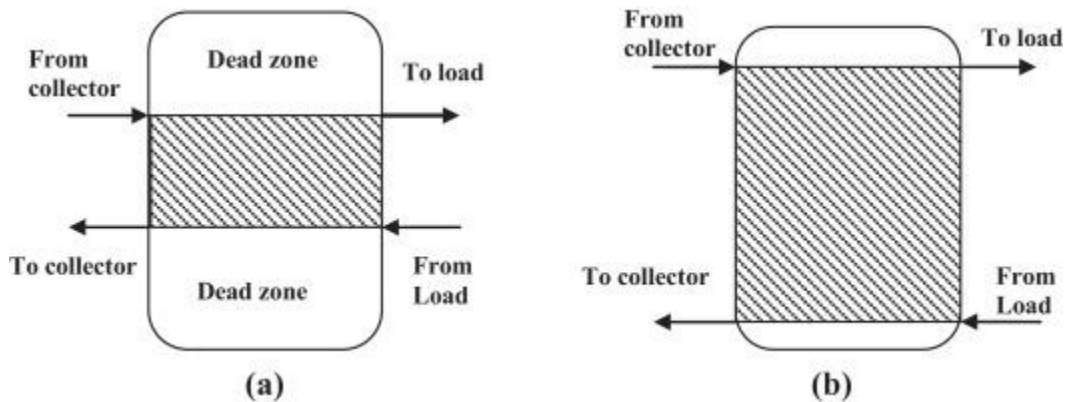 From
collector
Dead zone
To load
To collector
Dead zone
From
Load
(a)
From
collector
To load
To collector
From
Load
(b)